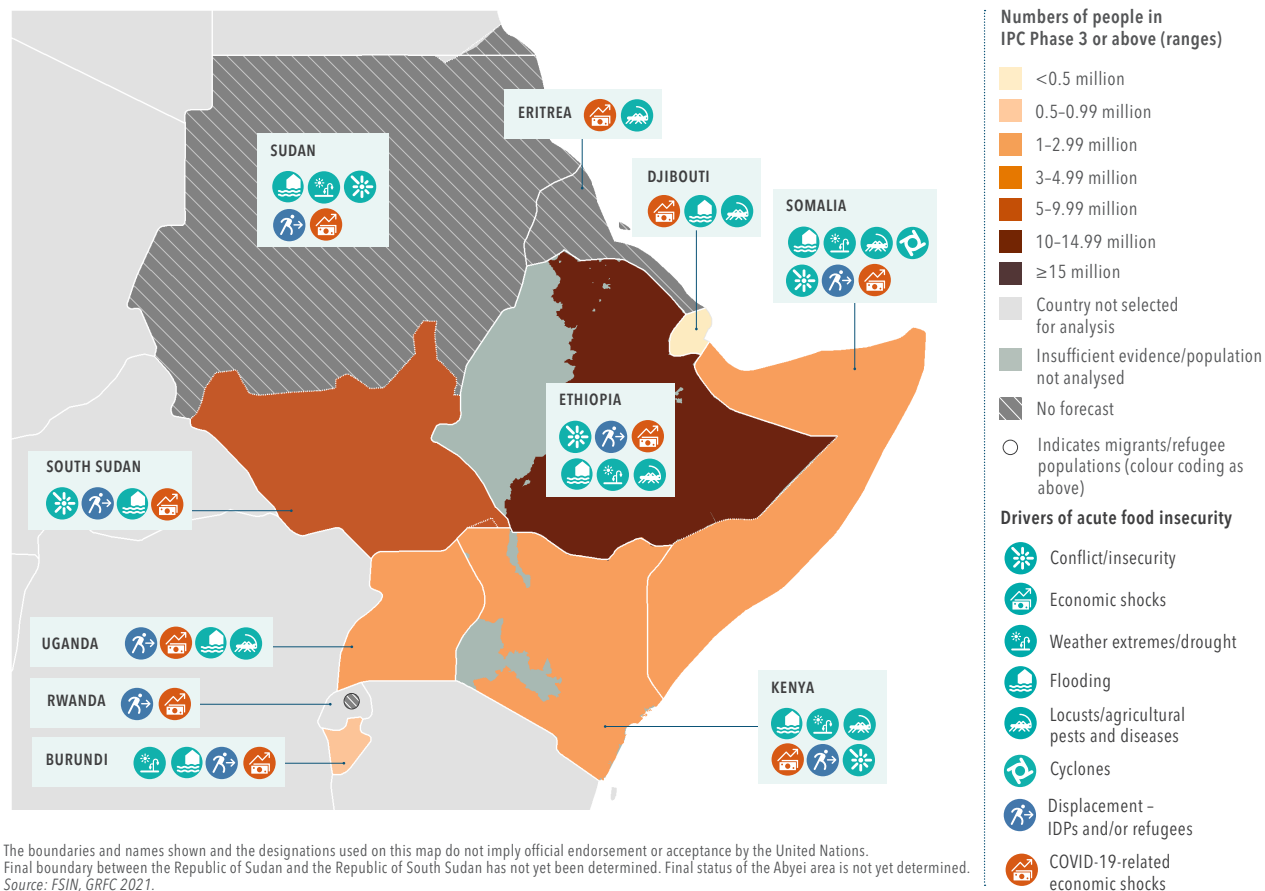 ERITREA
SUDAN
DJIBOUTI
SOMALIA
ETHIOPIA
SOUTH SUDAN
UGANDA
RWANDA
BURUNDI
KENYA
Numbers of people in
IPC Phase 3 or above (ranges)
<0.5 million
0.5–0.99 million
1–2.99 million
3–4.99 million
5–9.99 million
10–14.99 million
≥15 million
Country not selected
for analysis
Insufficient evidence/population
not analysed
No forecast
Indicates migrants/refugee
populations (colour coding as
above)
Drivers of acute food insecurity
Conflict/insecurity
Economic shocks
Weather extremes/drought
Flooding
Locusts/agricultural
pests and diseases
Cyclones
Displacement –
IDPs and/or refugees
COVID-19-related
economic shocks
The boundaries and names shown and the designations used on this map do not imply official endorsement or acceptance by the United Nations.
Final boundary between the Republic of Sudan and the Republic of South Sudan has not yet been determined. Final status of the Abyei area is not yet determined.
Source: FSIN, GRFC 2021.